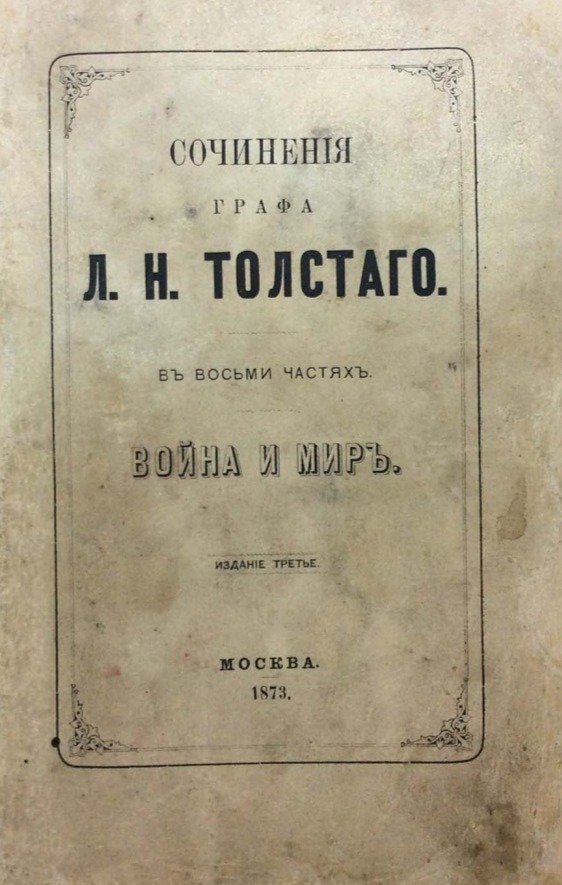 СОЧИНЕНІЯ
ГРАФА
Л. Н. ТОЛСТАГО.
ВЪ ВОСЬМИ ЧАСТЯХЪ.
ВОЙНА И МИРЪ.
ИЗДАНІЕ ТРЕТЬЕ.
МОСКВА.
1873.